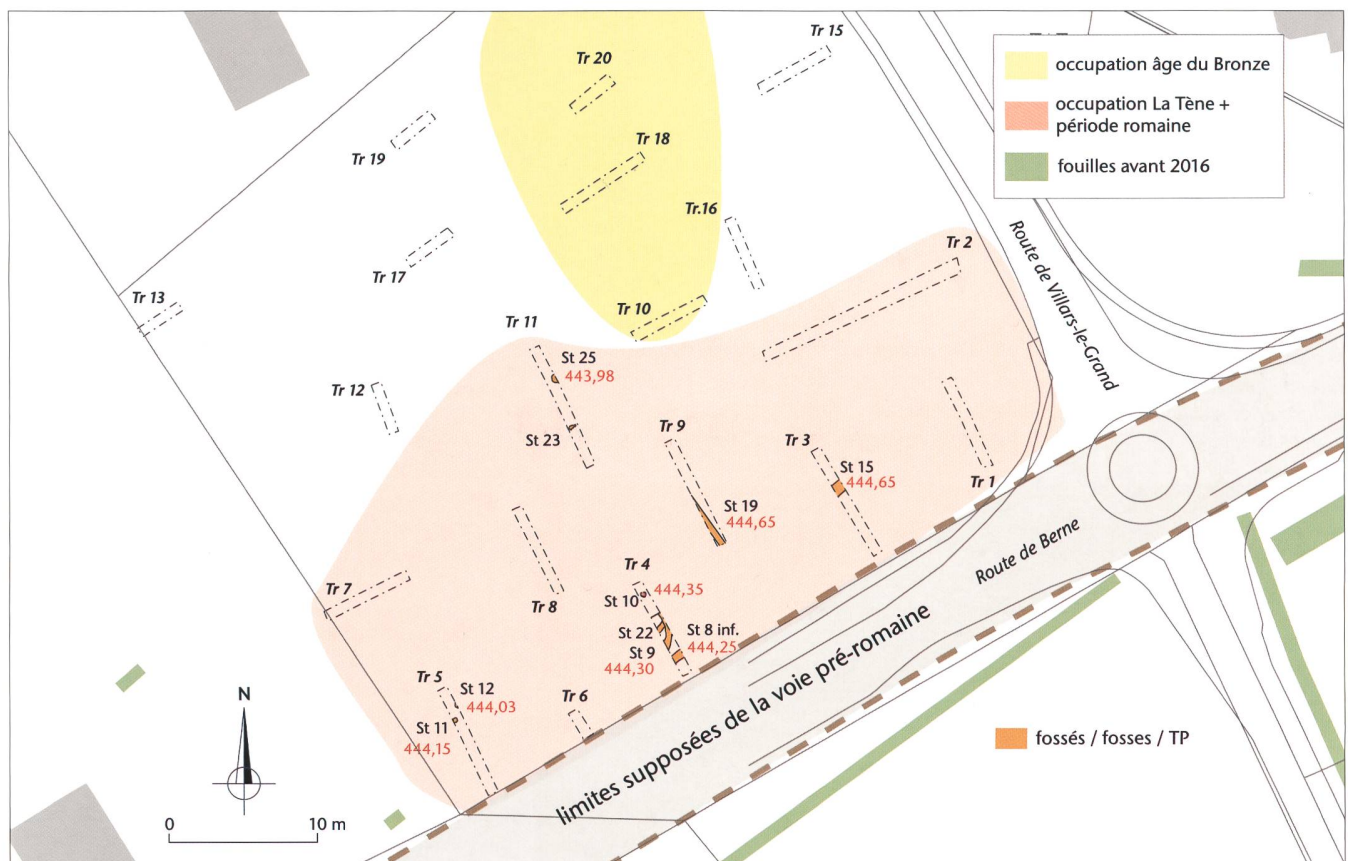 Tr 15
Tr 20
occupation âge du Bronze
occupation La Tène +
période romaine
fouilles avant 2016
Tr 19
Tr 18
Tr.16
Tr 17
Tr 2
Route de Villars-le-Grand
Tr 13
Tr 10
Tr 11
St 25
443,98
Tr 12
St 23
Tr 9
Tr 3
St 15
444,65
Tr 1
St 19
444,65
Route de Berne
Tr 4
444,35
St 10
Tr 7
Tr 8
St 22
St 8 inf.
444,25
St 9
444,30
limites supposées de la voie pré-romaine
Tr 5
St 12
444,03
Tr 6
St 11
444,15
N
fossés / fosses / TP
0 10 m